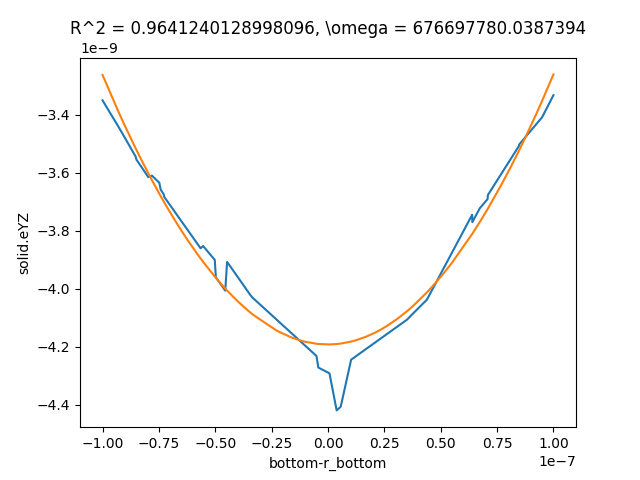 R^2 = 0.9641240128998096, \omega = 676697780.0387394
1e−9
−3.4
−3.6
−3.8
−4.0
−4.2
−4.4
solid.eYZ
−1.00 −0.75 −0.50 −0.25 0.00 0.25 0.50 0.75 1.00
1e−7
bottom-r_bottom